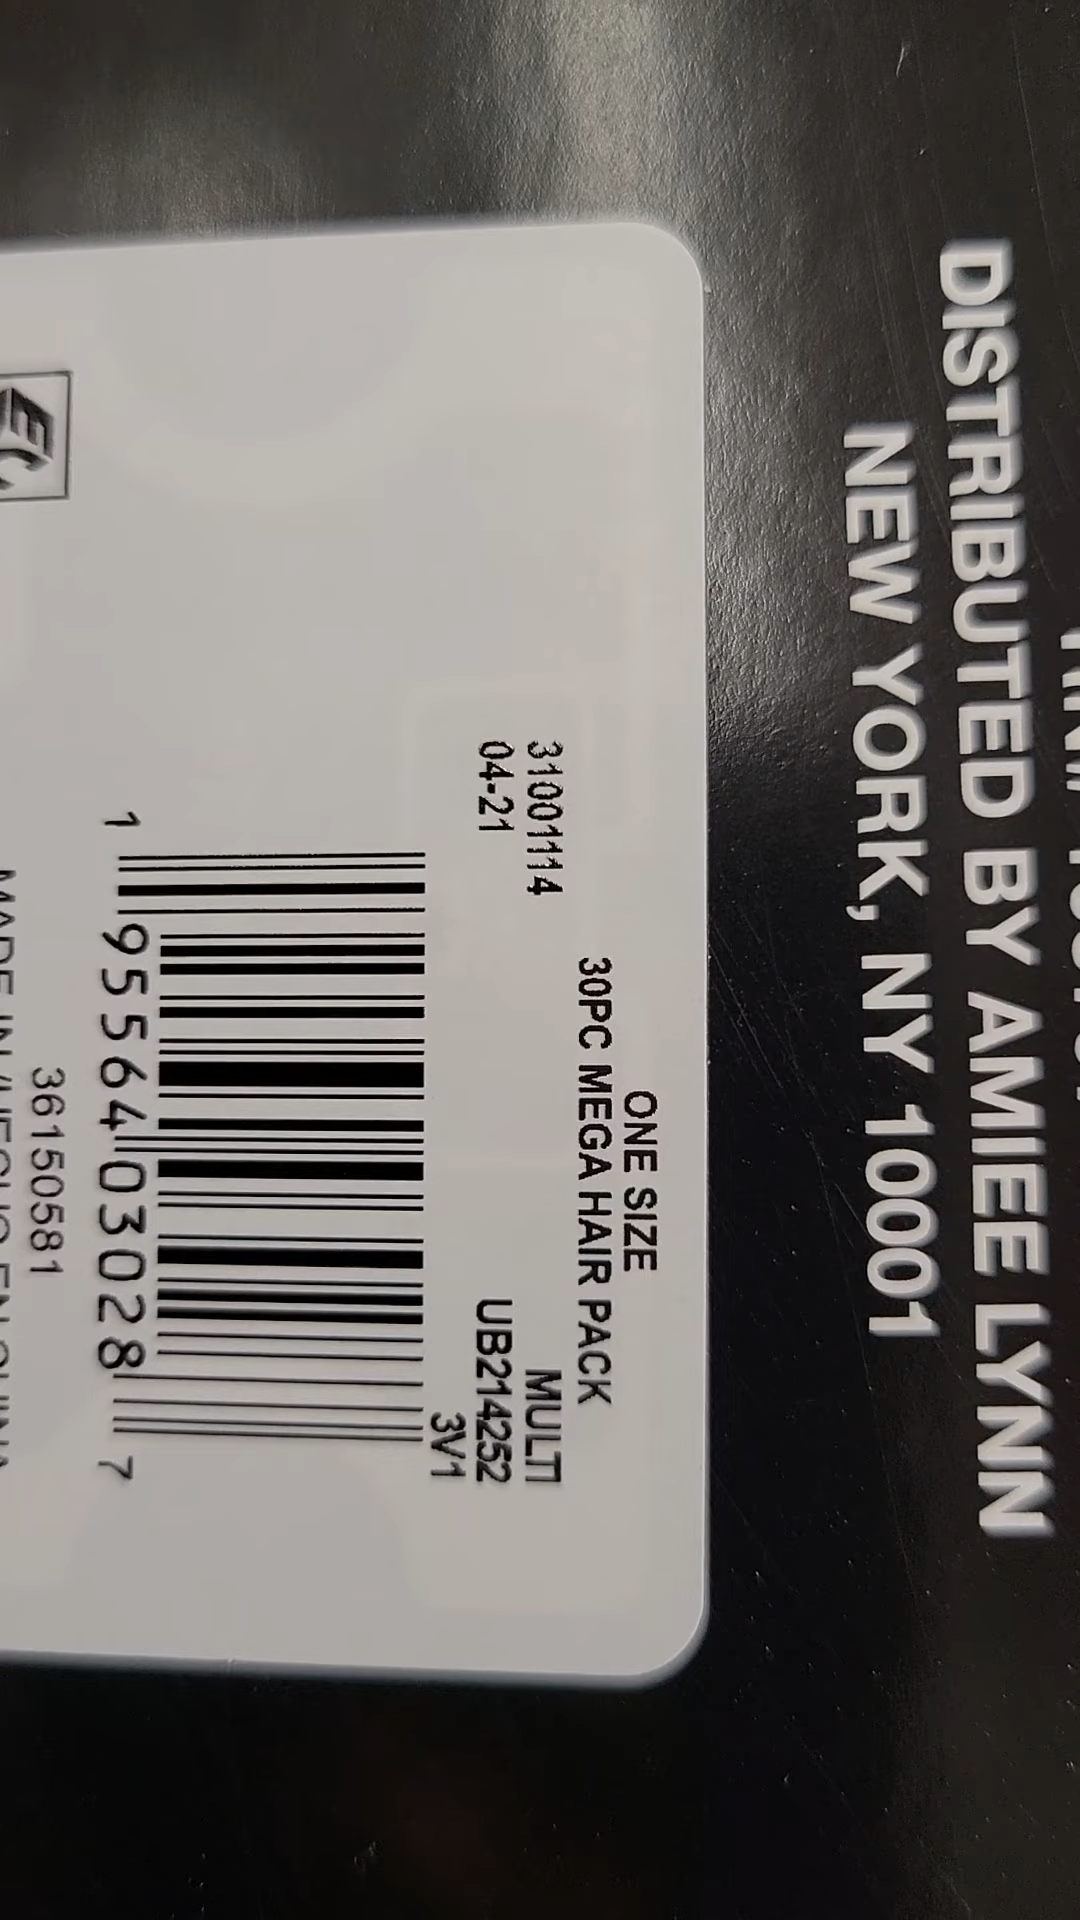 DISTRIBUTED BY AMIEE LYNN
NEW YORK, NY 10001
ONE SIZE
30PC MEGA HAIR PACK
31001114 MULTI
04-21 UB214252
3V1
1 95564 03028 7
36150581
EC